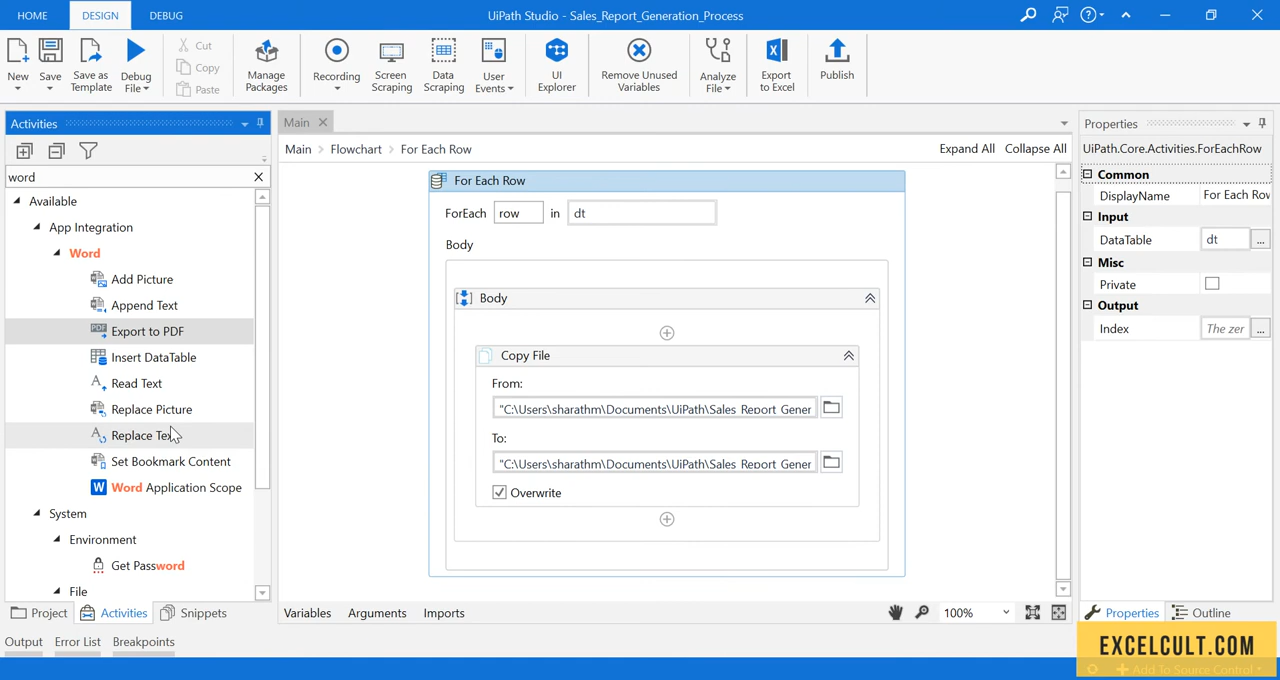 HOME DESIGN DEBUG UiPath Studio - Sales_Report_Generation_Process
New Save Save as Template Debug File Cut Copy Paste Manage Packages Recording Screen Scraping Data Scraping User Events UI Explorer Remove Unused Variables Analyze File Export to Excel Publish
Activities
word
Available
App Integration
Word
Add Picture
Append Text
Export to PDF
Insert DataTable
Read Text
Replace Picture
Replace Text
Set Bookmark Content
Word Application Scope
System
Environment
Get Password
File
Project Activities Snippets
Main
Main > Flowchart > For Each Row Expand All Collapse All
For Each Row
ForEach row in dt
Body
Body
Copy File
From:
"C:\Users\sharathm\Documents\UiPath\Sales_Report_Gener
To:
"C:\Users\sharathm\Documents\UiPath\Sales_Report_Gener
Overwrite
Variables Arguments Imports 100%
Properties
UiPath.Core.Activities.ForEachRow
Common
DisplayName For Each Row
Input
DataTable dt ...
Misc
Private
Output
Index The zer ...
Properties Outline
Output Error List Breakpoints
EXCELCULT.COM
Add To Source Control